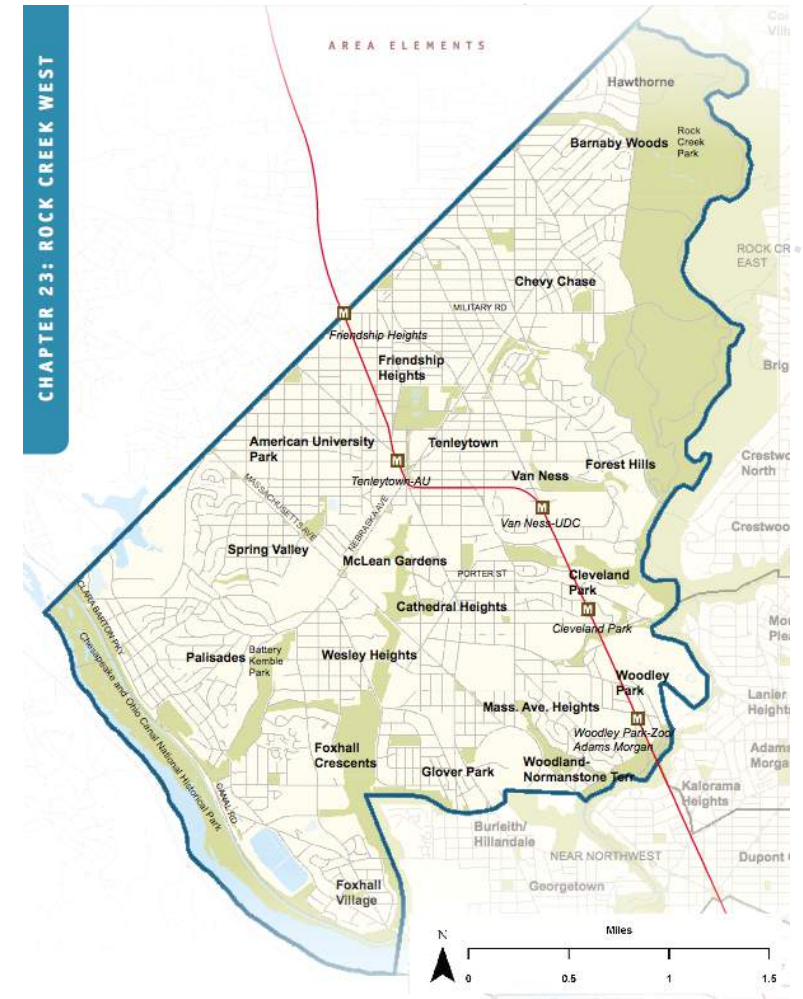 CHAPTER 23: ROCK CREEK WEST
AREA ELEMENTS
Hawthorne
Barnaby Woods
Rock
Creek
Park
Chevy Chase
MILITARY RD
M
Friendship Heights
Friendship
Heights
American University
Park
Tenleytown
M
Tenleytown-AU
Van Ness
Forest Hills
M
Van Ness-UDC
MASSACHUSETTS AVE
NEBRASKA AVE
Spring Valley
McLean Gardens
PORTER ST
Cleveland
Park
M
Cleveland Park
Cathedral Heights
CLARA BARTON PKY
Chesapeake and Ohio Canal National Historical Park
Palisades
Battery
Kemble
Park
Wesley Heights
Woodley
Park
Mass. Ave. Heights
M
Woodley Park-Zoo/
Adams Morgan
Foxhall
Crescents
Glover Park
Woodland-
Normanstone Terr
CANAL RD
Foxhall
Village
EAST
Crestwo
North
Crestwoo
Lanier
Heights
Adams
Morga
Kalorama
Heights
Burleith/
Hillandale
NEAR NORTHWEST
Dupont
Georgetown
N
Miles
0 0.5 1 1.5